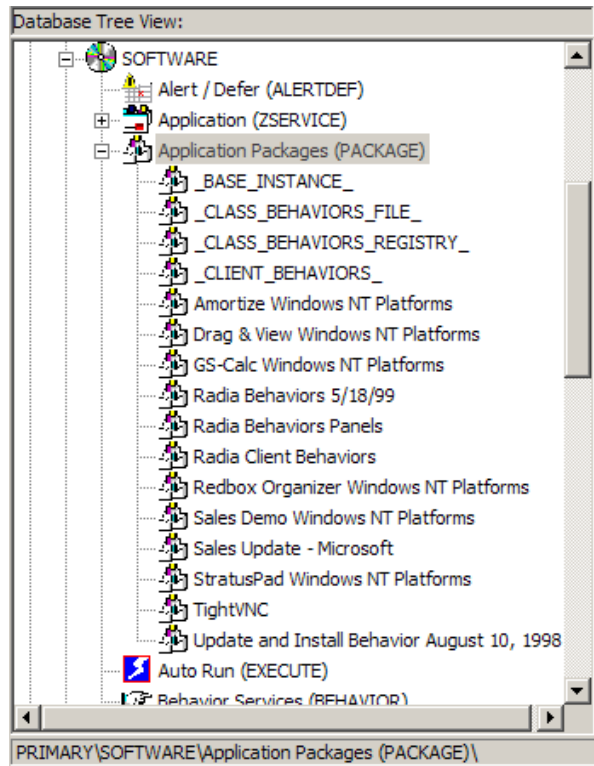 Database Tree View:
SOFTWARE
Alert / Defer (ALERTDEF)
Application (ZSERVICE)
Application Packages (PACKAGE)
_BASE_INSTANCE_
_CLASS_BEHAVIORS_FILE_
_CLASS_BEHAVIORS_REGISTRY_
_CLIENT_BEHAVIORS_
Amortize Windows NT Platforms
Drag & View Windows NT Platforms
GS-Calc Windows NT Platforms
Radia Behaviors 5/18/99
Radia Behaviors Panels
Radia Client Behaviors
Redbox Organizer Windows NT Platforms
Sales Demo Windows NT Platforms
Sales Update - Microsoft
StratusPad Windows NT Platforms
TightVNC
Update and Install Behavior August 10, 1998
Auto Run (EXECUTE)
Behavior Services (BEHAVIOR)
PRIMARY\SOFTWARE\Application Packages (PACKAGE)\